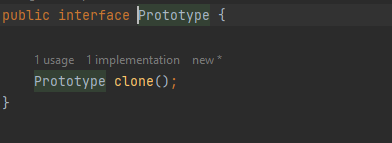 public interface Prototype {
1 usage 1 implementation new *
Prototype clone();
}